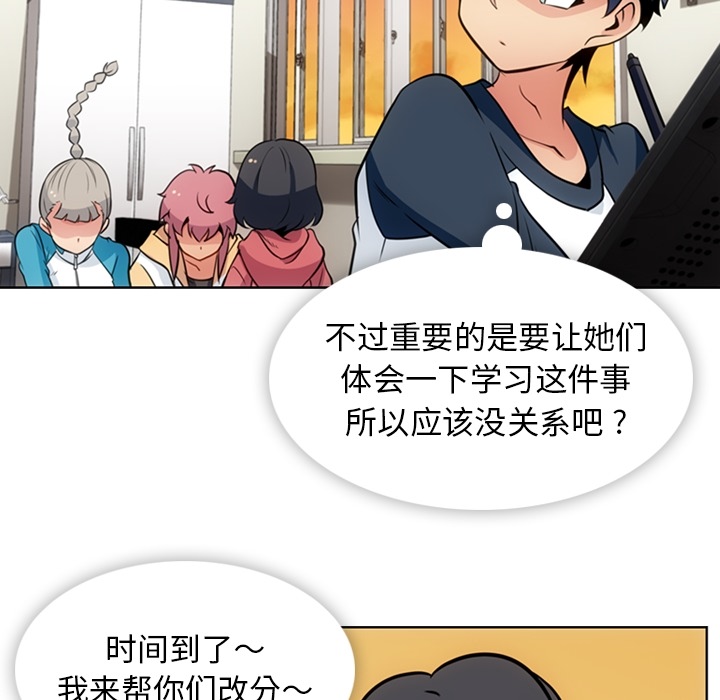 不过重要的是要让她们
体会一下学习这件事
所以应该没关系吧？
时间到了～
我来帮你们改分～